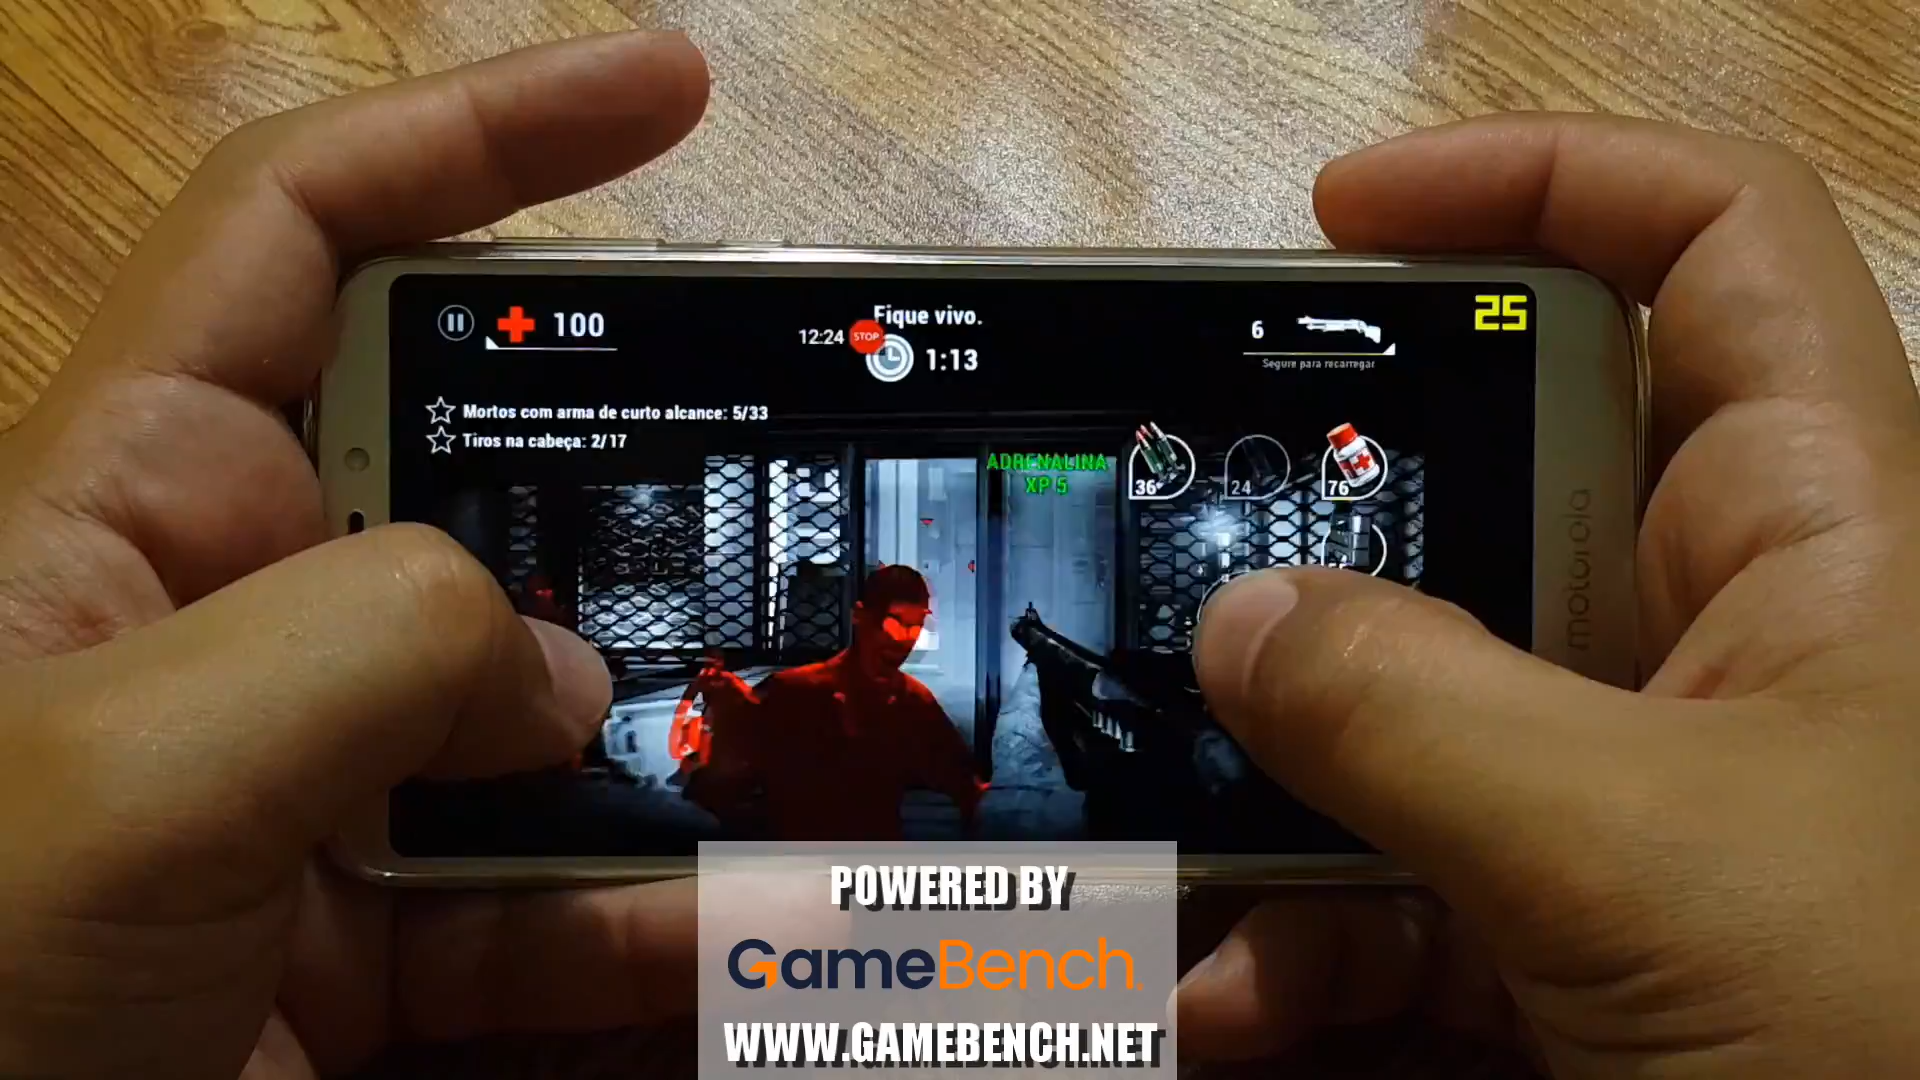 100
12:24
STOP
Fique vivo.
1:13
6
Segure para recarregar
25
Mortos com arma de curto alcance: 5/33
Tiros na cabeça: 2/17
ADRENALINA
XP 5
36
24
76
motorola
POWERED BY
GameBench.
WWW.GAMEBENCH.NET